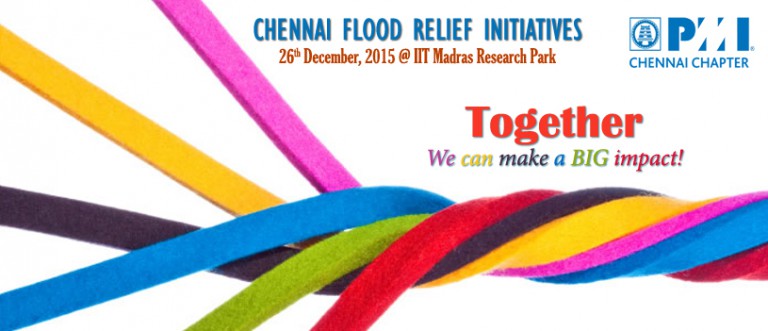 CHENNAI FLOOD RELIEF INITIATIVES
26th December, 2015 @ IIT Madras Research Park
PMI
CHENNAI CHAPTER
Together
We can make a BIG impact!